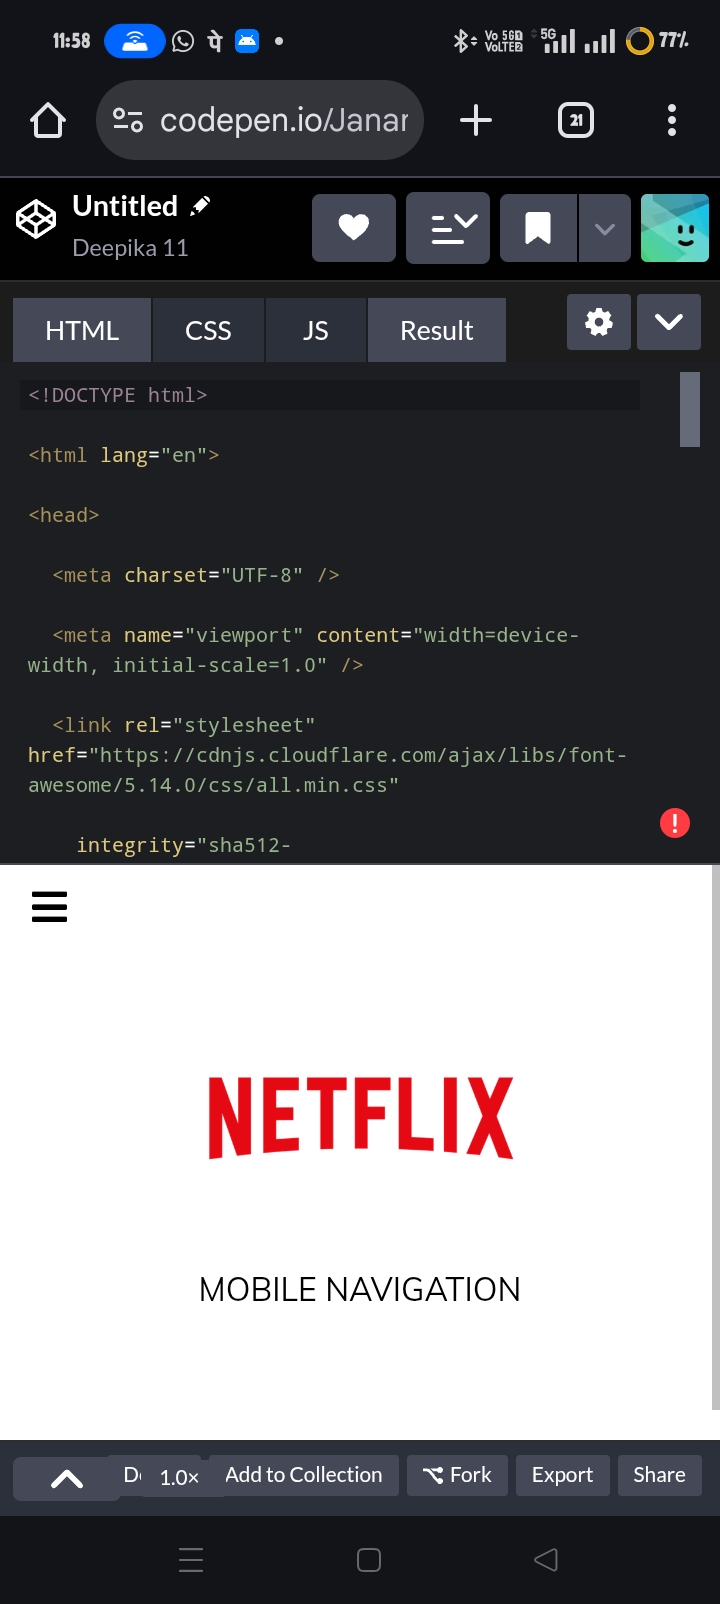 11:58 पे Vo 5G VoLTE2 5G 77%
codepen.io/Janar 21
Untitled
Deepika 11
HTML CSS JS Result
<!DOCTYPE html>
<html lang="en">
<head>
<meta charset="UTF-8" />
<meta name="viewport" content="width=device-
width, initial-scale=1.0" />
<link rel="stylesheet"
href="https://cdnjs.cloudflare.com/ajax/libs/font-
awesome/5.14.0/css/all.min.css"
integrity="sha512-
NETFLIX
MOBILE NAVIGATION
1.0× Add to Collection Fork Export Share